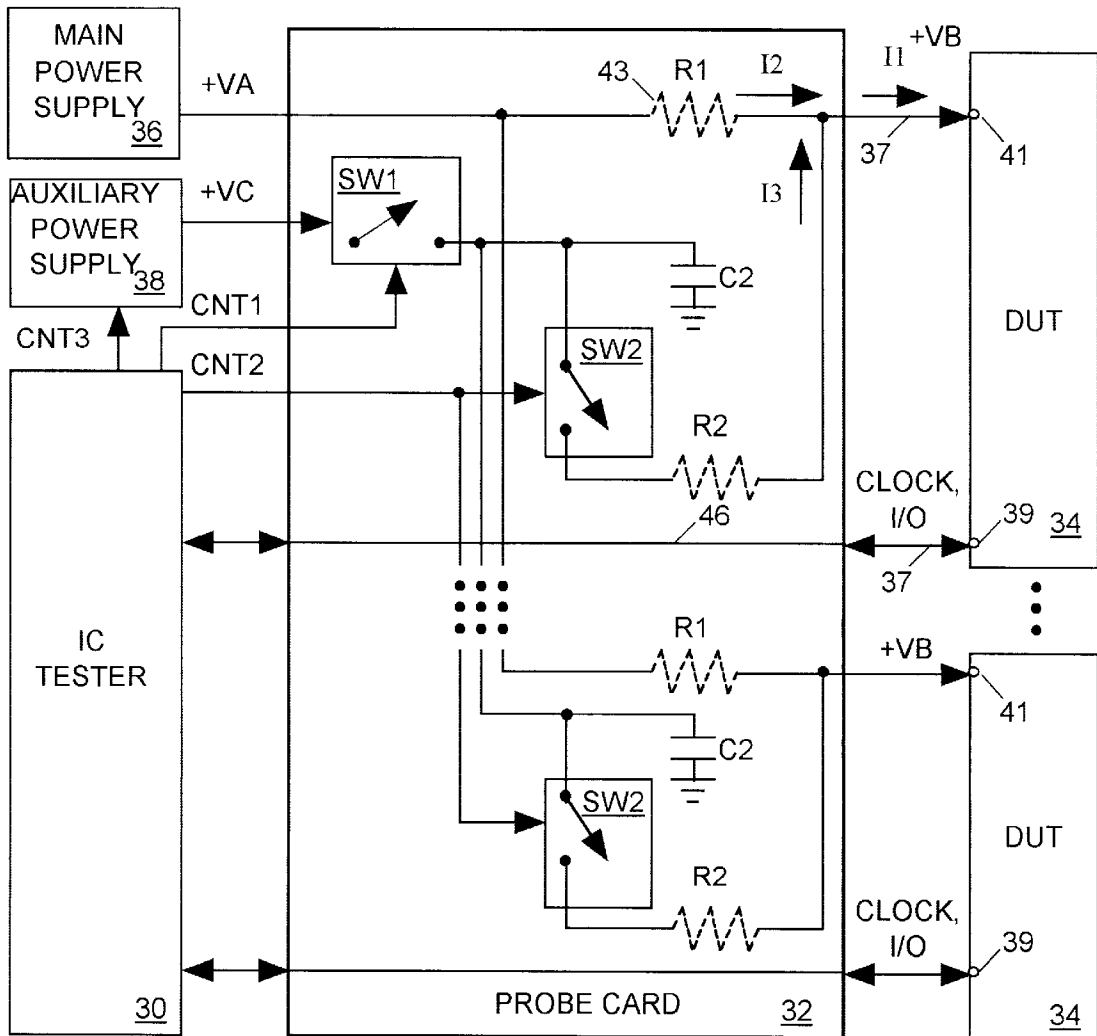 MAIN
POWER
SUPPLY 36
+VA
43
R1
I2
I1
+VB
37
41
I3
AUXILIARY
POWER
SUPPLY 38
+VC
SW1
C2
CNT3
CNT1
CNT2
SW2
R2
DUT
46
CLOCK,
I/O
37
34
39
IC
TESTER
30
R1
+VB
41
C2
SW2
R2
DUT
CLOCK,
I/O
39
PROBE CARD 32
34